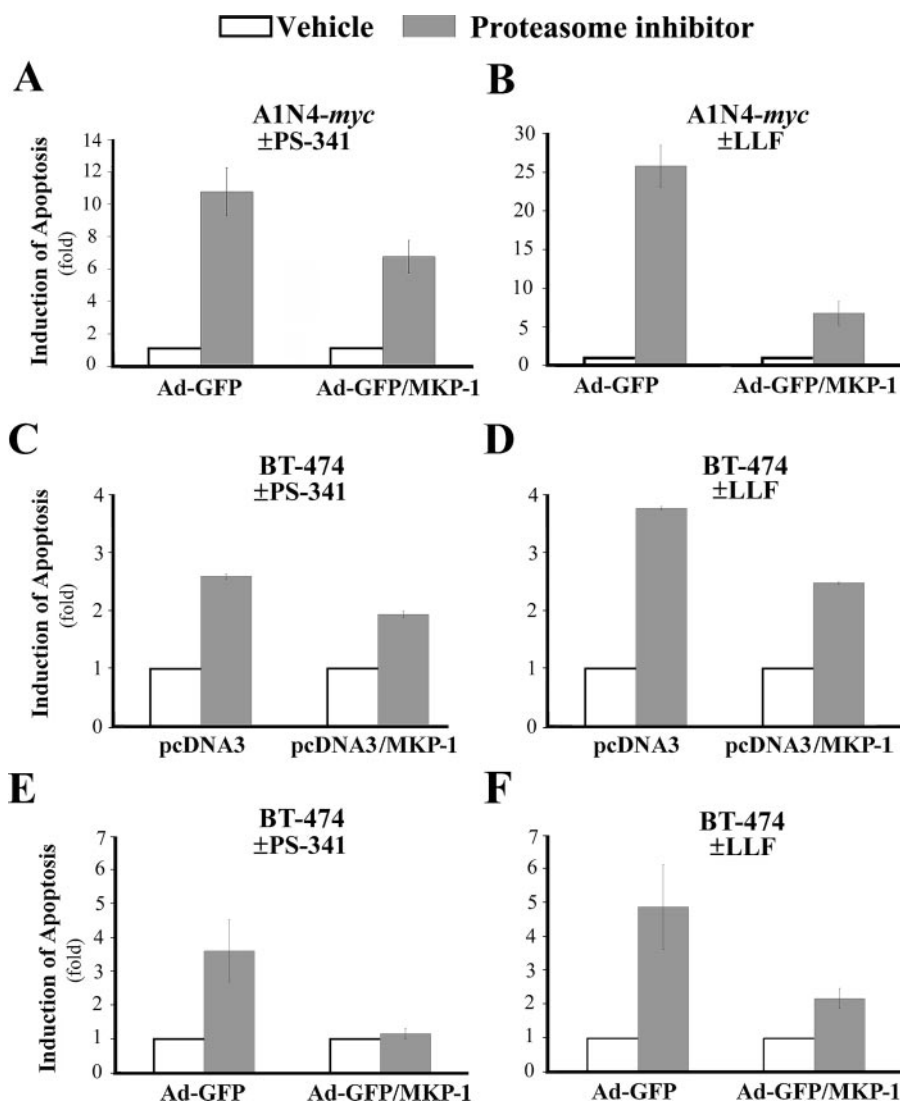 Vehicle Proteasome inhibitor
A
A1N4-myc
±PS-341
Induction of Apoptosis
(fold)
14
12
10
8
6
4
2
0
Ad-GFP Ad-GFP/MKP-1
B
A1N4-myc
±LLF
30
25
20
15
10
5
0
Ad-GFP Ad-GFP/MKP-1
C
BT-474
±PS-341
Induction of Apoptosis
(fold)
4
3
2
1
0
pcDNA3 pcDNA3/MKP-1
D
BT-474
±LLF
4
3
2
1
0
pcDNA3 pcDNA3/MKP-1
E
BT-474
±PS-341
Induction of Apoptosis
(fold)
7
6
5
4
3
2
1
0
Ad-GFP Ad-GFP/MKP-1
F
BT-474
±LLF
7
6
5
4
3
2
1
0
Ad-GFP Ad-GFP/MKP-1